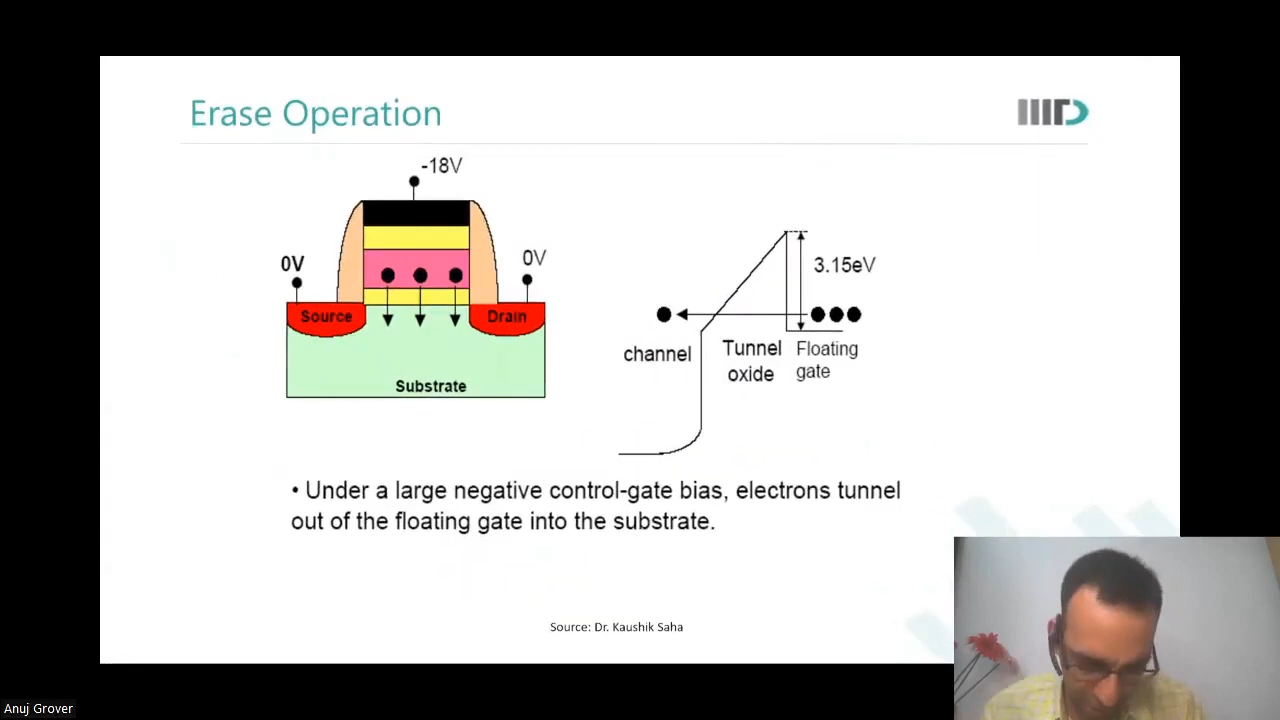 Erase Operation
IIITD
-18V
0V
0V
Source
Drain
Substrate
3.15eV
channel
Tunnel
oxide
Floating
gate
• Under a large negative control-gate bias, electrons tunnel
out of the floating gate into the substrate.
Source: Dr. Kaushik Saha
Anuj Grover